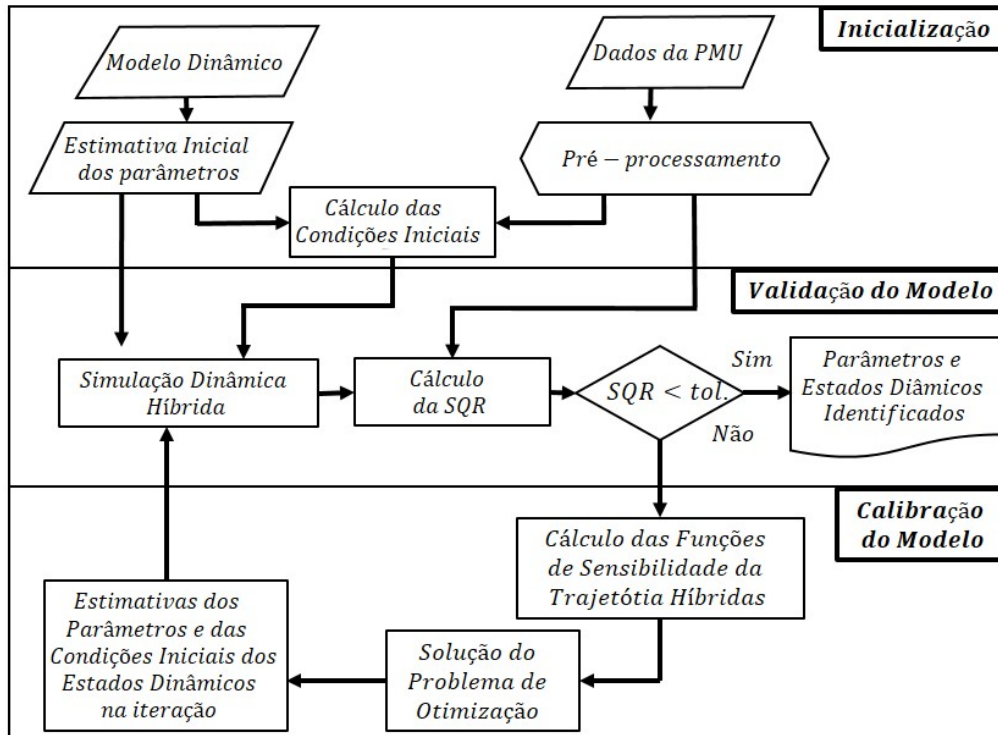 Inicialização
Modelo Dinâmico
Dados da PMU
Estimativa Inicial
dos parâmetros
Pré − processamento
Cálculo das
Condições Iniciais
Validação do Modelo
Simulação Dinâmica
Híbrida
Cálculo
da SQR
SQR < tol.
Sim
Não
Parâmetros e
Estados Diâmicos
Identificados
Calibração
do Modelo
Cálculo das Funções
de Sensibilidade da
Trajetótia Híbridas
Solução do
Problema de
Otimização
Estimativas dos
Parâmetros e das
Condições Iniciais dos
Estados Dinâmicos
na iteração